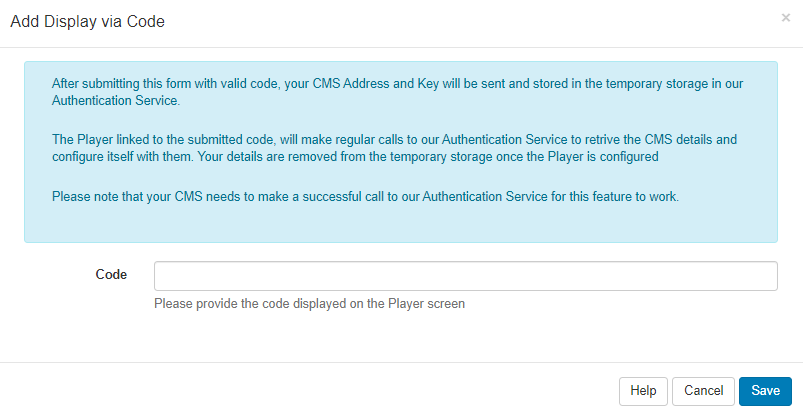 Add Display via Code
×
After submitting this form with valid code, your CMS Address and Key will be sent and stored in the temporary storage in our
Authentication Service.
The Player linked to the submitted code, will make regular calls to our Authentication Service to retrive the CMS details and
configure itself with them. Your details are removed from the temporary storage once the Player is configured
Please note that your CMS needs to make a successful call to our Authentication Service for this feature to work.
Code
Please provide the code displayed on the Player screen
Help Cancel Save